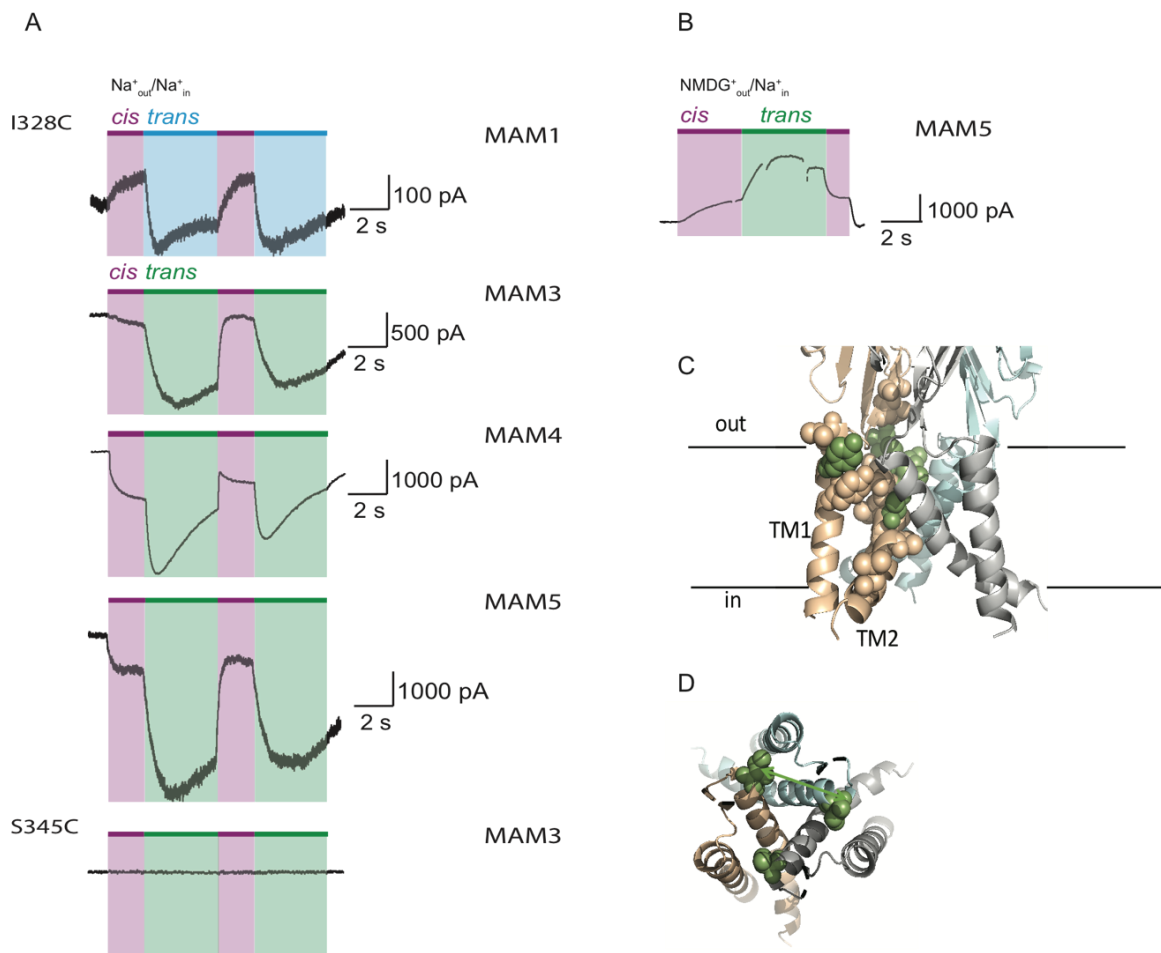 A
Na⁺out/Na⁺in
cis trans
I328C
MAM1
100 pA
2 s
cis trans
MAM3
500 pA
2 s
MAM4
1000 pA
2 s
MAM5
1000 pA
2 s
S345C
MAM3
B
NMDG⁺out/Na⁺in
cis trans
MAM5
1000 pA
2 s
C
out
TM1
in
TM2
D